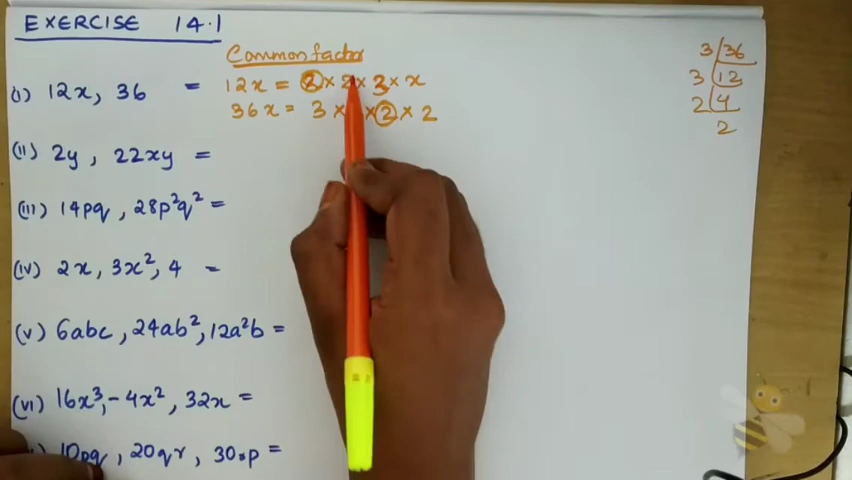 EXERCISE 14.1
Common factor
(i) 12x, 36 = 12x = 2 × 2 × 3 × x
36x = 3 × × 2 × 2
(ii) 2y, 22xy =
(iii) 14pq, 28p²q² =
(iv) 2x, 3x², 4 =
(v) 6abc, 24ab², 12a²b =
(vi) 16x³, -4x², 32x =
10pq, 20qr, 30rp =
3 36
3 12
2 4
2